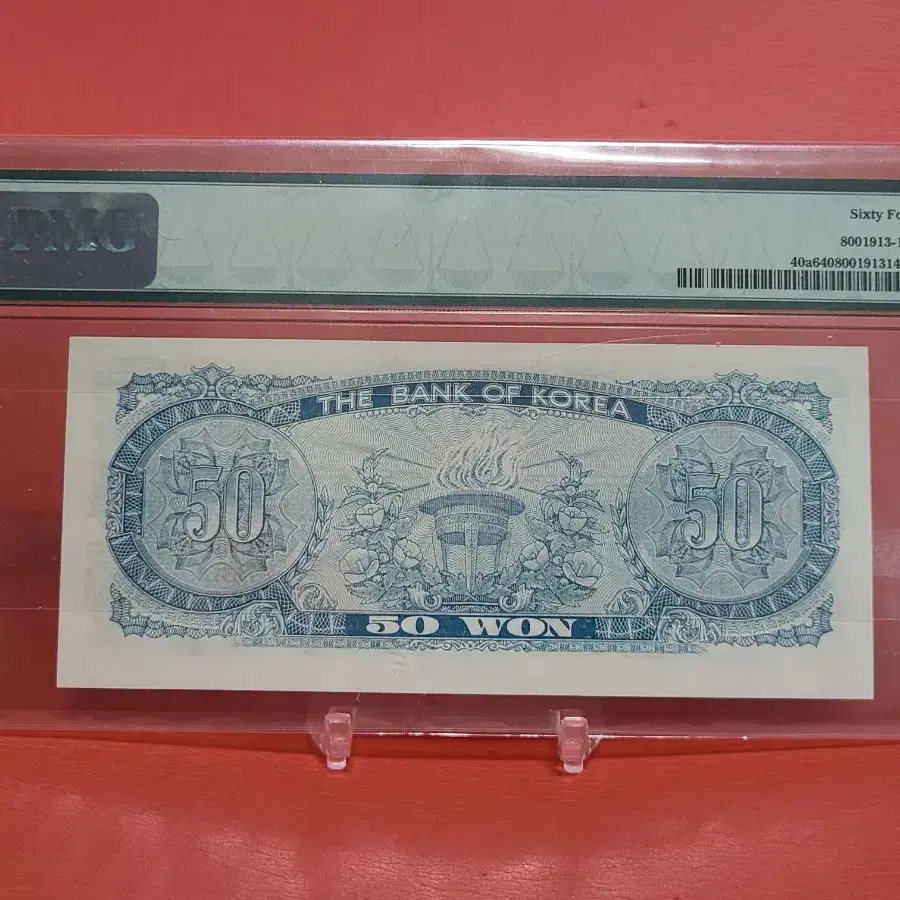 PMG
Sixty Fo
8001913-1
40a640800191314
THE BANK OF KOREA
50 50
50 WON